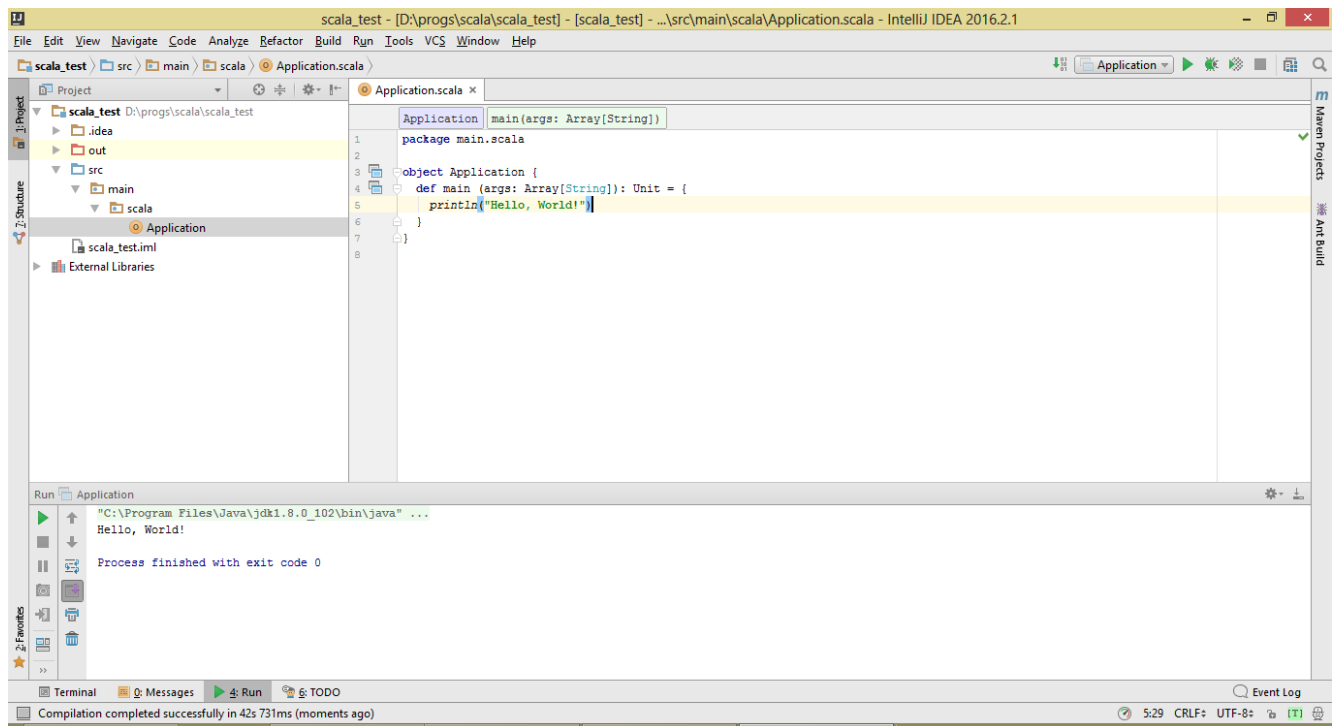 scala_test - [D:\progs\scala\scala_test] - [scala_test] - ...\src\main\scala\Application.scala - IntelliJ IDEA 2016.2.1
File Edit View Navigate Code Analyze Refactor Build Run Tools VCS Window Help
scala_test src main scala Application.scala
Application
Project
Application.scala
1: Project
7: Structure
2: Favorites
scala_test D:\progs\scala\scala_test
.idea
out
src
main
scala
Application
scala_test.iml
External Libraries
Application main(args: Array[String])
1 package main.scala
2
3 object Application {
4 def main (args: Array[String]): Unit = {
5 println("Hello, World!")
6 }
7 }
8
m Maven Projects
Ant Build
Run Application
"C:\Program Files\Java\jdk1.8.0_102\bin\java" ...
Hello, World!
Process finished with exit code 0
Terminal 0: Messages 4: Run 6: TODO
Event Log
Compilation completed successfully in 42s 731ms (moments ago)
5:29 CRLF UTF-8 [T]